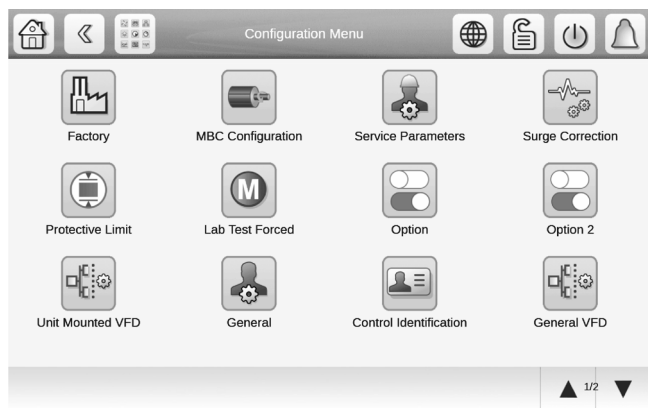 Configuration Menu
Factory
MBC Configuration
Service Parameters
Surge Correction
Protective Limit
M
Lab Test Forced
Option
Option 2
Unit Mounted VFD
General
Control Identification
General VFD
1/2